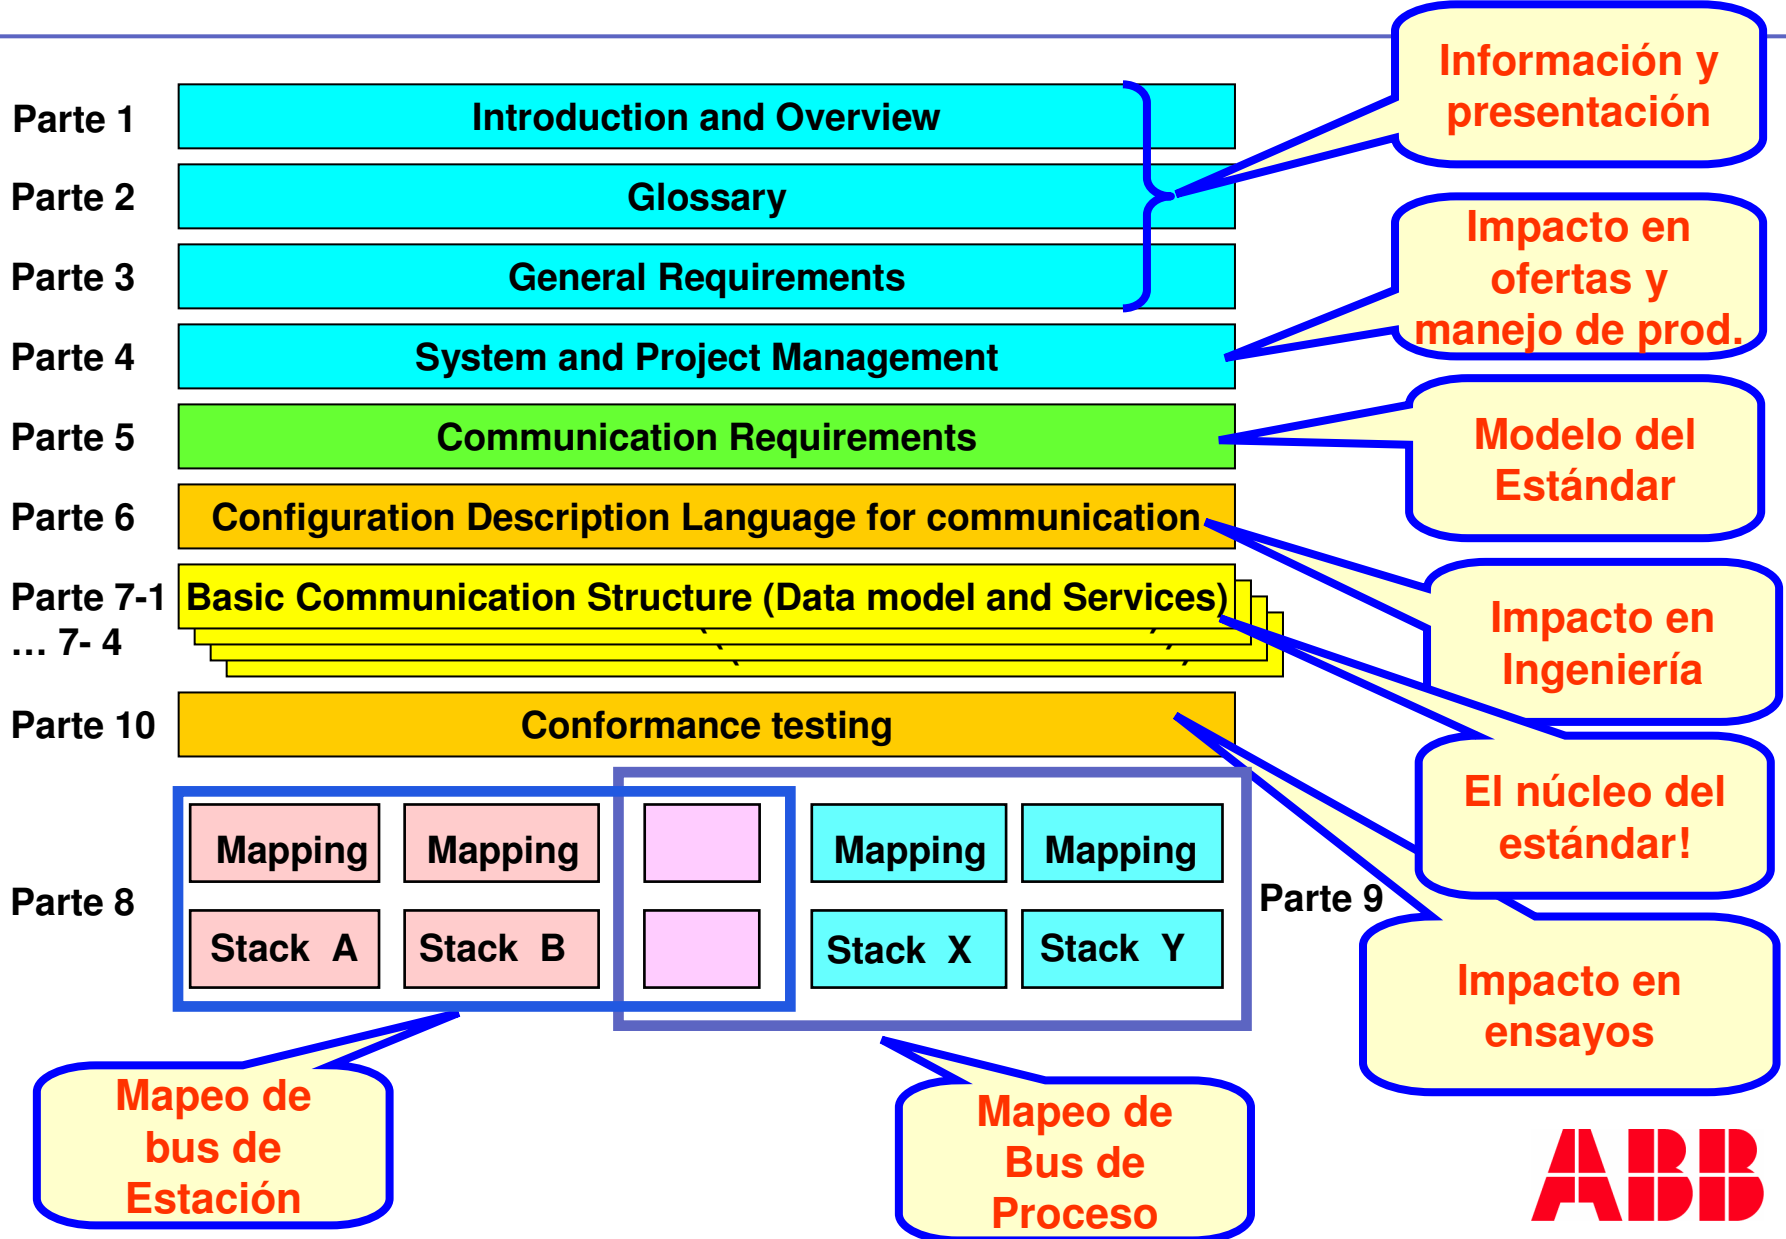 Información y
presentación
Parte 1
Introduction and Overview
Parte 2
Glossary
Parte 3
General Requirements
Impacto en
ofertas y
manejo de prod.
Parte 4
System and Project Management
Parte 5
Communication Requirements
Modelo del
Estándar
Parte 6
Configuration Description Language for communication
Parte 7-1
... 7- 4
Basic Communication Structure (Data model and Services)
Impacto en
Ingeniería
Parte 10
Conformance testing
El núcleo del
estándar!
Mapping
Mapping
Mapping
Mapping
Parte 8
Parte 9
Stack A
Stack B
Stack X
Stack Y
Impacto en
ensayos
Mapeo de
bus de
Estación
Mapeo de
Bus de
Proceso
ABB